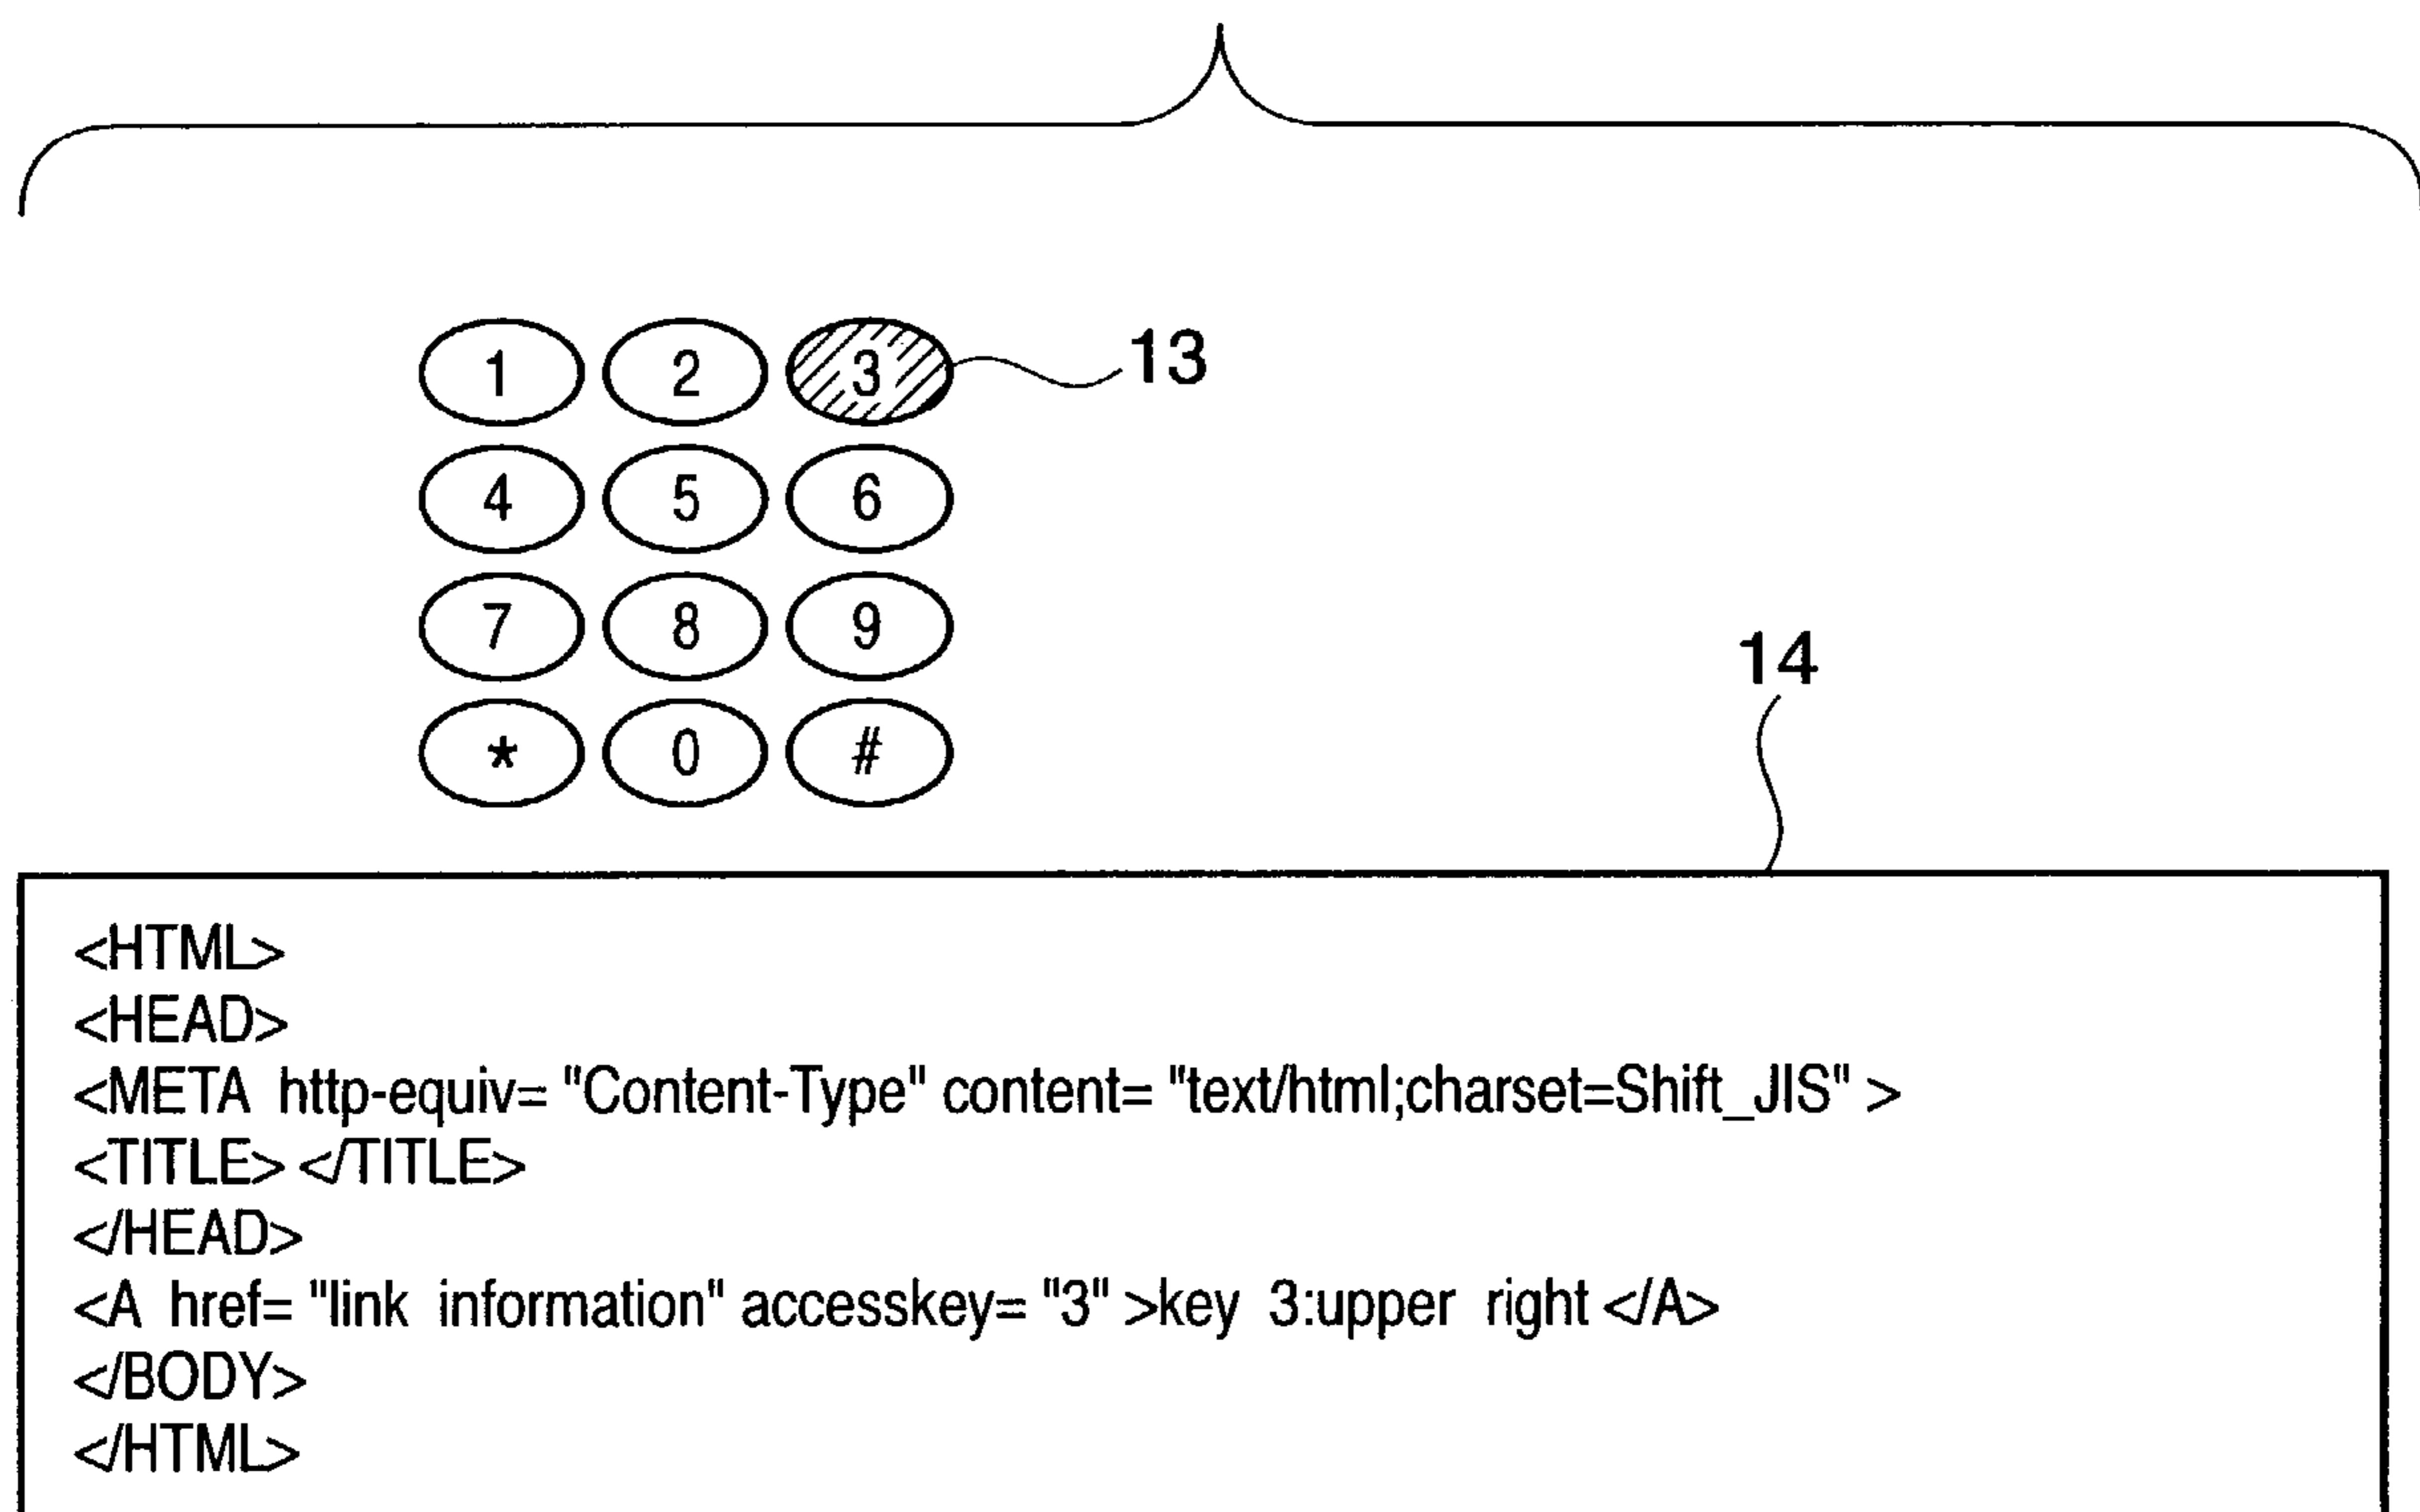 1 2 3 13
4 5 6
7 8 9
14
* 0 #
<HTML>
<HEAD>
<META http-equiv= "Content-Type" content= "text/html;charset=Shift_JIS" >
<TITLE> </TITLE>
</HEAD>
<A href= "link information" accesskey= "3" >key 3:upper right </A>
</BODY>
</HTML>